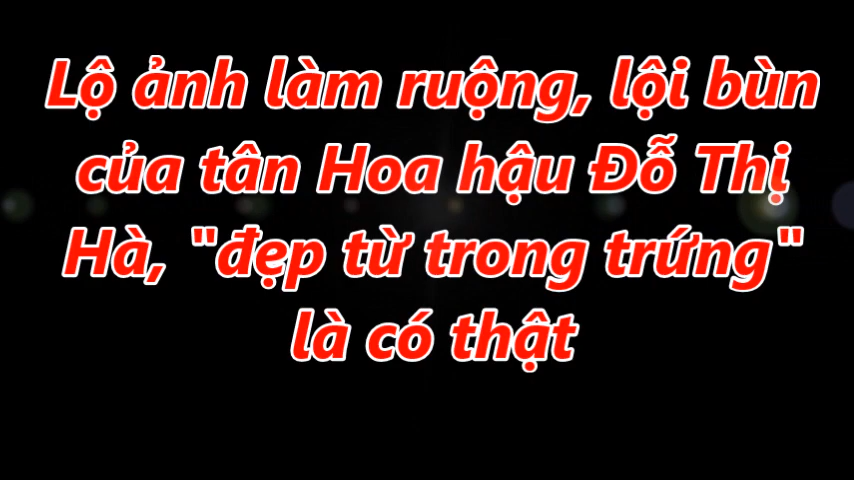 Lộ ảnh làm ruộng, lội bùn
của tân Hoa hậu Đỗ Thị
Hà, "đẹp từ trong trứng"
là có thật